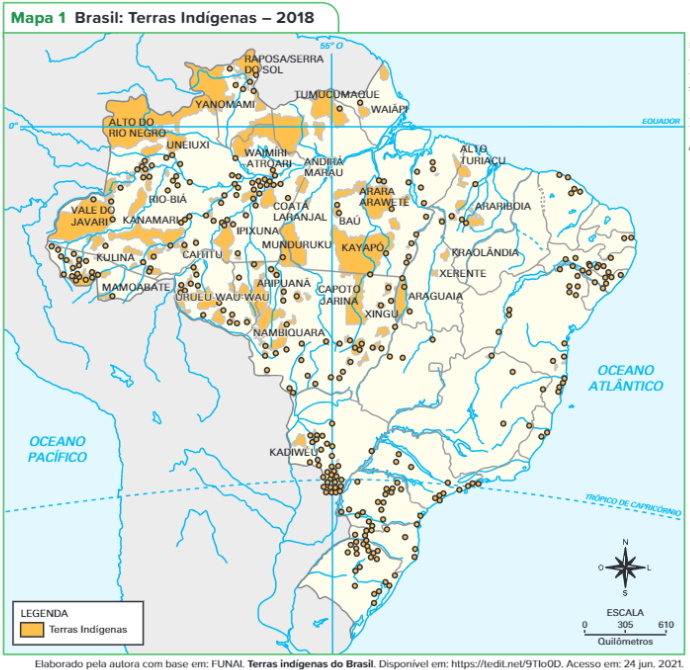 Mapa 1 Brasil: Terras Indígenas – 2018
55° O
RAPOSA/SERRA
DO SOL
TUMUCUMAQUE
YANOMAMI
WAIÃPI
ALTO DO
RIO NEGRO
0°
EQUADOR
UNEIUXI
WAIMIRI
ATROARI
ANDIRÁ
MARAU
ALTO
TURIAÇU
RIO-BIÁ
ARARA
ARAWETÉ
VALE DO
JAVARI
KANAMARI
COATÁ
LARANJAL
BAÚ
ARARIBOIA
IPIXUNA
MUNDURUKU
KAYAPÓ
KRAOLÂNDIA
KULINA
CAITITU
XERENTE
MAMOABATE
URUEU-WAU-WAU
ARIPUANÃ
CAPOTO
JARINA
ARAGUAIA
XINGU
NAMBIQUARA
OCEANO
ATLÂNTICO
OCEANO
PACÍFICO
KADIWÉU
TRÓPICO DE CAPRICÓRNIO
N
O
L
S
LEGENDA
Terras Indígenas
ESCALA
0 305 610
Quilômetros
Elaborado pela autora com base em: FUNAI. Terras indígenas do Brasil. Disponível em: https://tedit.net/9TIoOD. Acesso em: 24 jun. 2021.